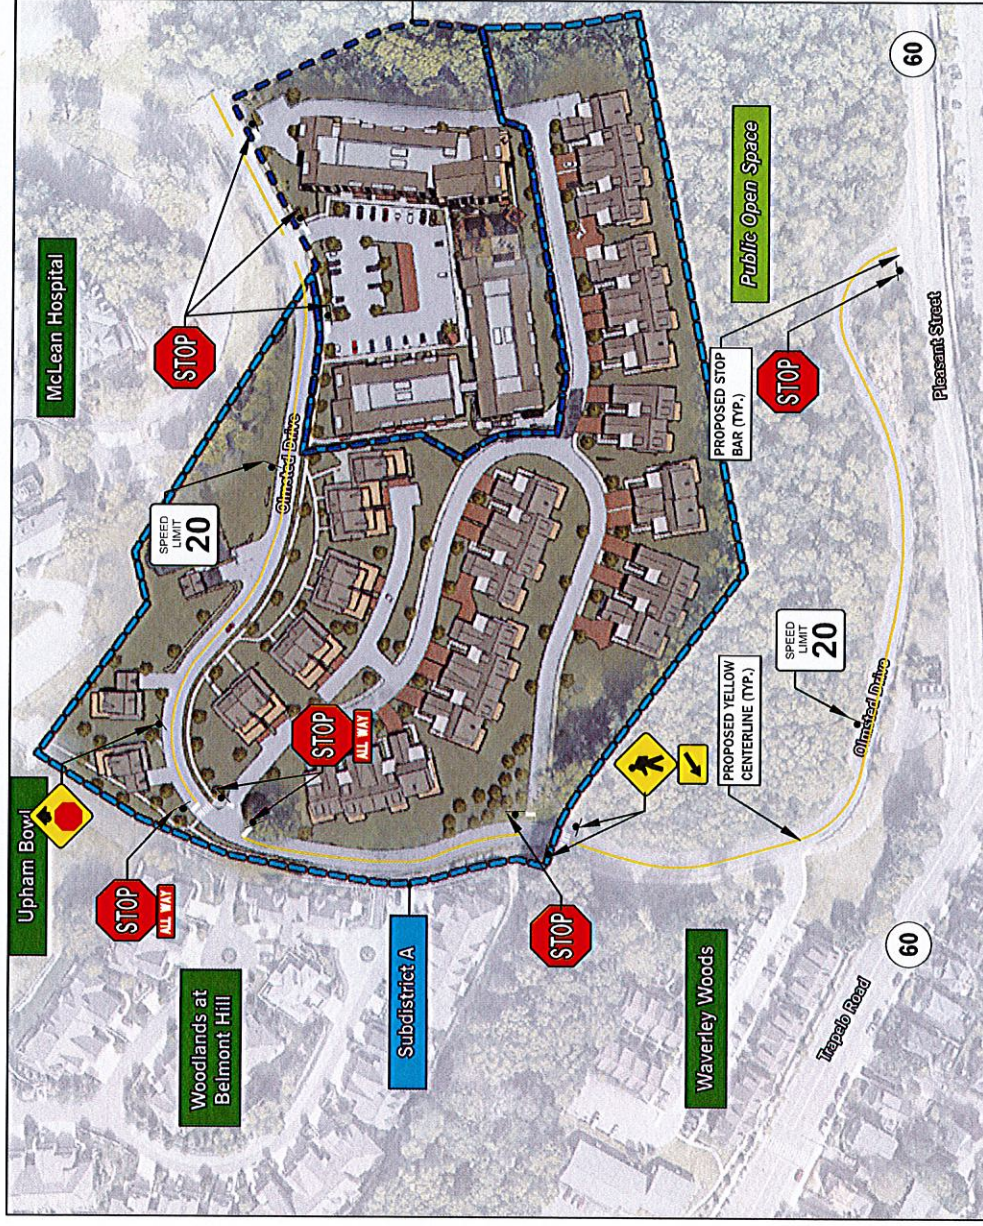 McLean Hospital
STOP
SPEED
LIMIT
20
Olmsted Drive
Upham Bowl
STOP
ALL WAY
STOP
ALL WAY
Woodlands at
Belmont Hill
Subdistrict A
STOP
Waverley Woods
Trapelo Road
60
PROPOSED YELLOW
CENTERLINE (TYP.)
SPEED
LIMIT
20
Olmsted Drive
Public Open Space
PROPOSED STOP
BAR (TYP.)
STOP
Pleasant Street
60